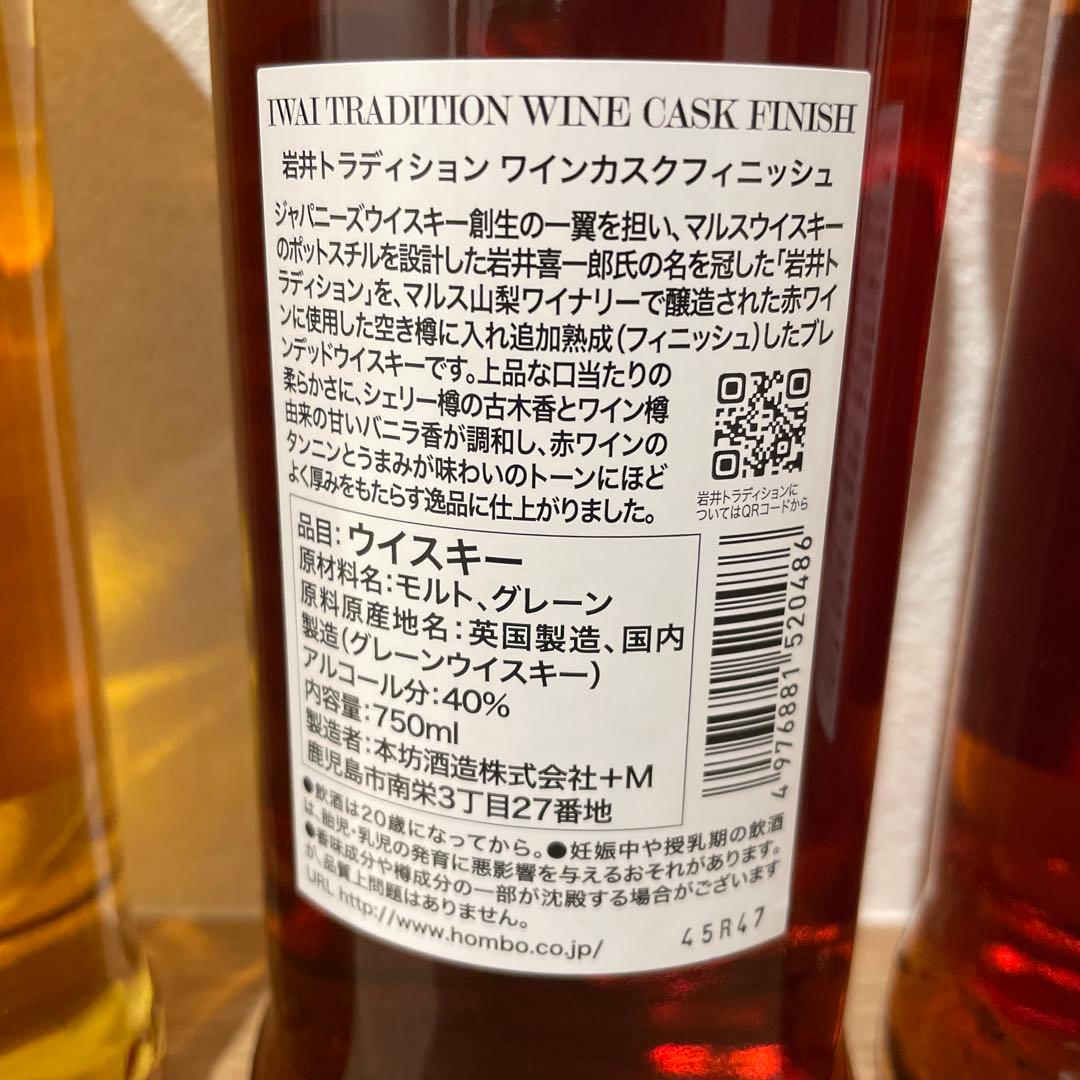 IWAI TRADITION WINE CASK FINISH
岩井トラディション ワインカスクフィニッシュ
ジャパニーズウイスキー創生の一翼を担い、マルスウイスキー
のポットスチルを設計した岩井喜一郎氏の名を冠した「岩井ト
ラディション」を、マルス山梨ワイナリーで醸造された赤ワイ
ンに使用した空き樽に入れ追加熟成(フィニッシュ)したブレ
ンデッドウイスキーです。上品な口当たりの
柔らかさに、シェリー樽の古木香とワイン樽
由来の甘いバニラ香が調和し、赤ワインの
タンニンとうまみが味わいのトーンにほど
よく厚みをもたらす逸品に仕上がりました。
岩井トラディションに
ついてはQRコードから
品目:ウイスキー
原材料名:モルト、グレーン
原料原産地名:英国製造、国内
製造(グレーンウイスキー)
アルコール分:40%
内容量:750ml
製造者:本坊酒造株式会社+M
鹿児島市南栄3丁目27番地
4976881520486
●飲酒は20歳になってから。●妊娠中や授乳期の飲酒
は、胎児・乳児の発育に悪影響を与えるおそれがあります。
●香味成分や樽成分の一部が沈殿する場合がございます
が、品質上問題はありません。
URL http://www.hombo.co.jp/
45R47